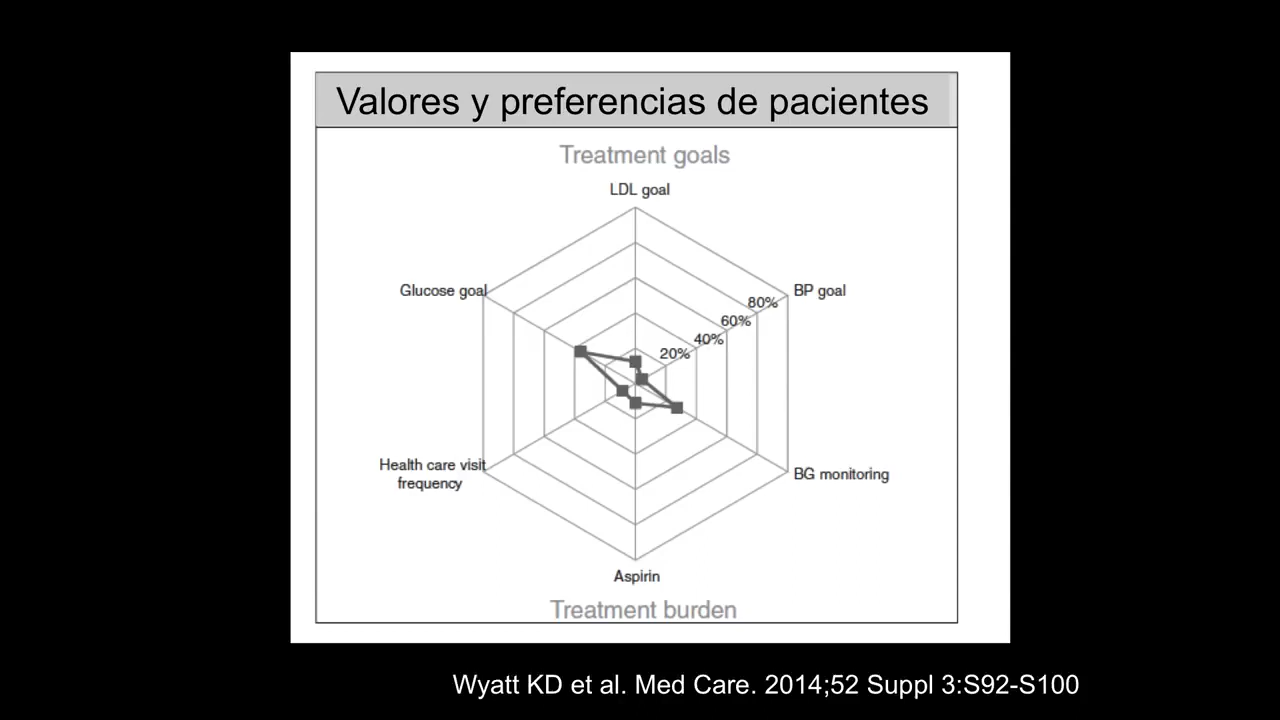 Valores y preferencias de pacientes
Treatment goals
LDL goal
Glucose goal
BP goal
80%
60%
40%
20%
Health care visit
frequency
BG monitoring
Aspirin
Treatment burden
Wyatt KD et al. Med Care. 2014;52 Suppl 3:S92-S100